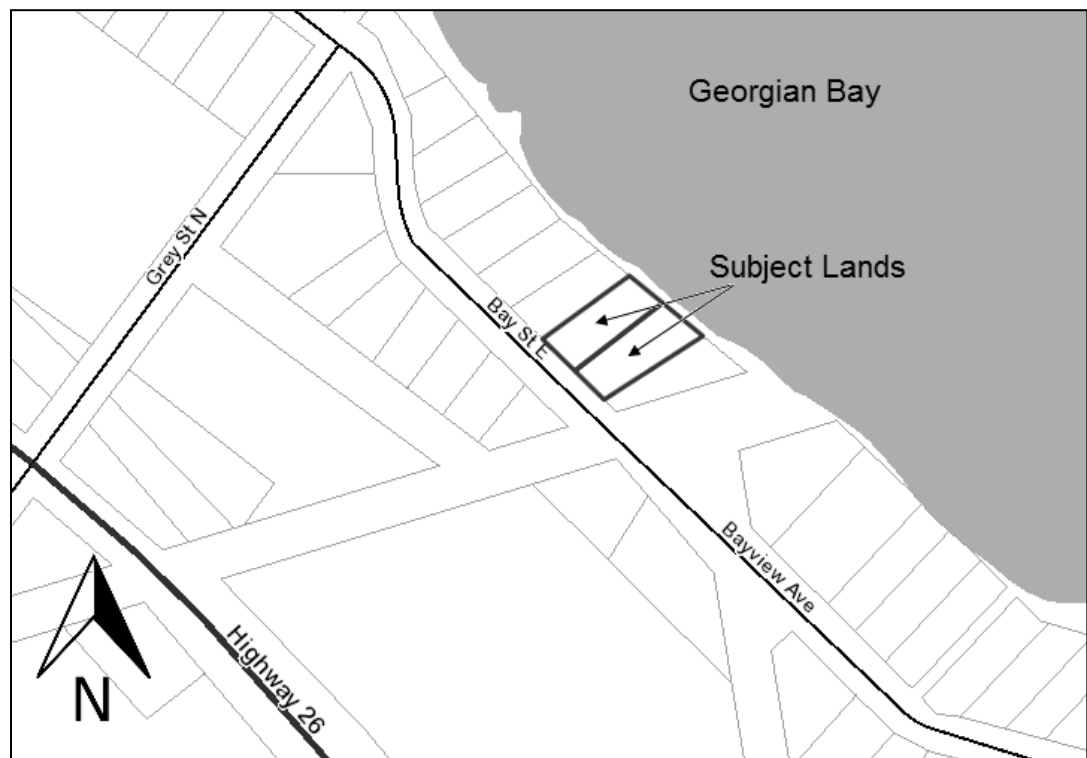 Georgian Bay
Grey St N
Subject Lands
Bay St E
Bayview Ave
Highway 26
N